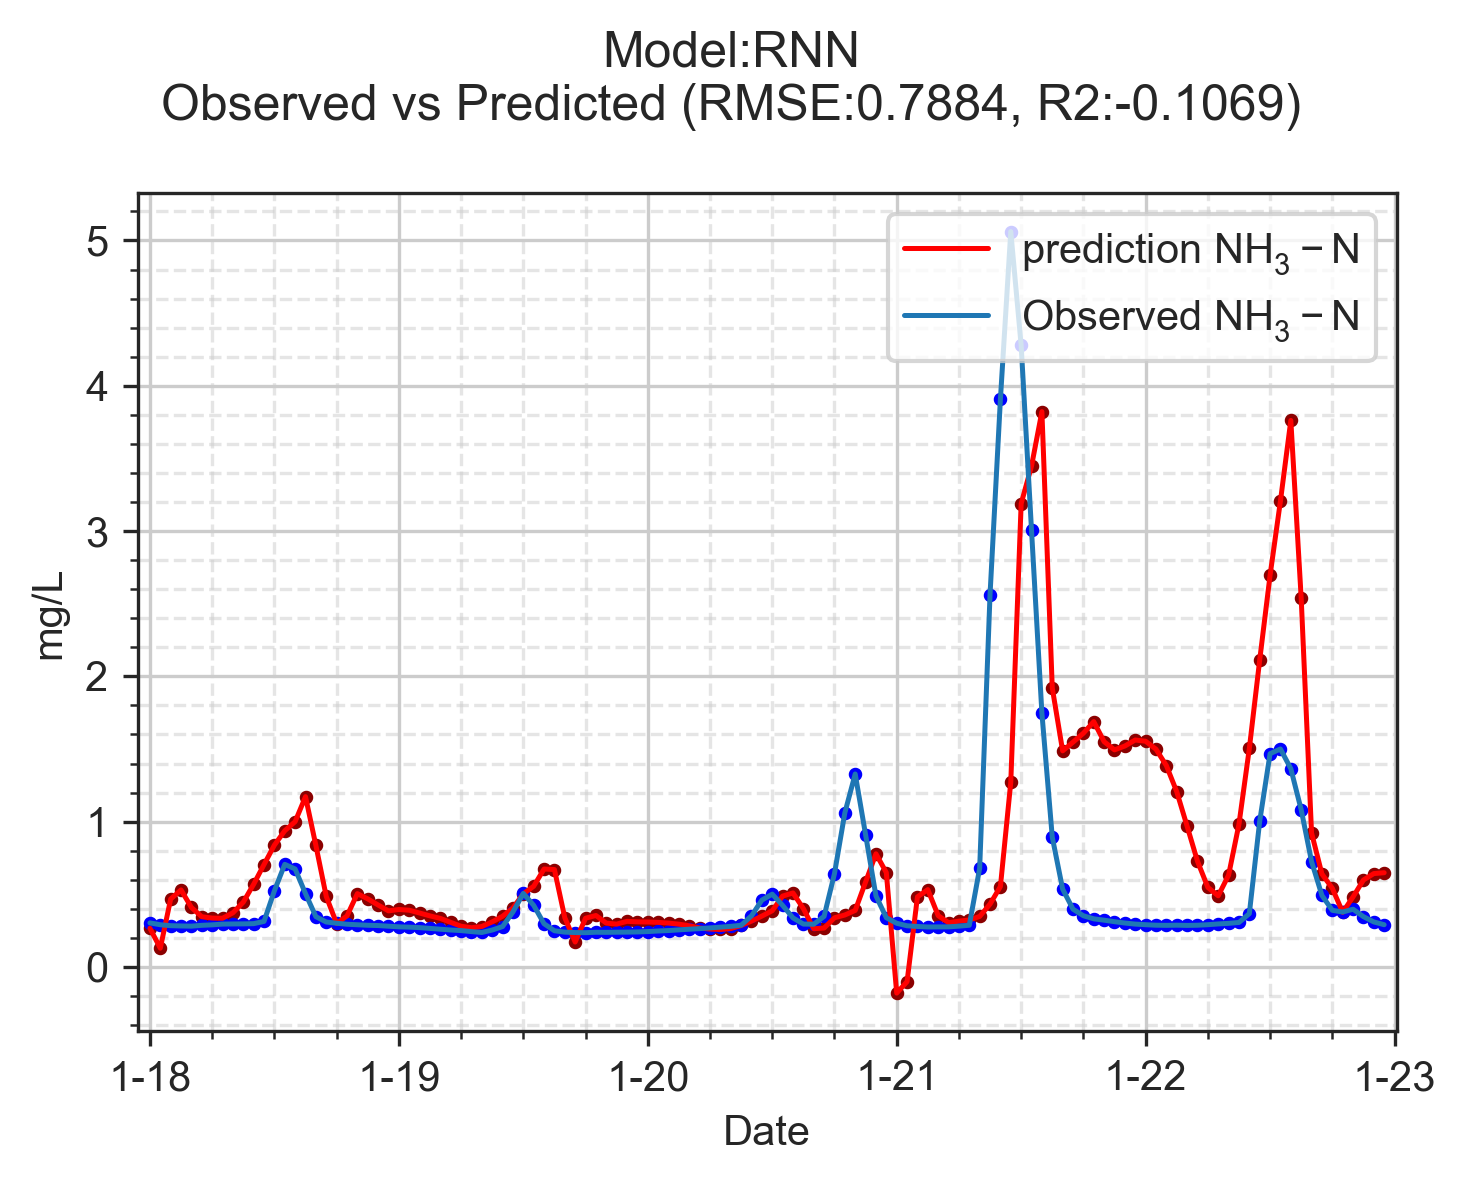 Model:RNN
Observed vs Predicted (RMSE:0.7884, R2:-0.1069)
prediction NH₃ − N
Observed NH₃ − N
5
4
3
2
1
0
mg/L
1-18 1-19 1-20 1-21 1-22 1-23
Date